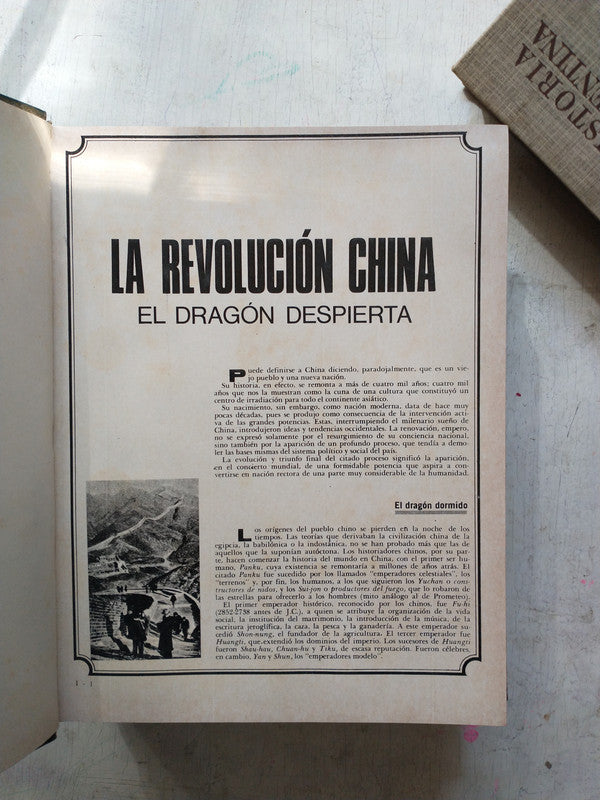 STORIA
ENTINA
LA REVOLUCIÓN CHINA
EL DRAGÓN DESPIERTA
Puede definirse a China diciendo, paradojalmente, que es un vie-
jo pueblo y una nueva nación.
Su historia, en efecto, se remonta a más de cuatro mil años; cuatro mil
años que nos la muestran como la cuna de una cultura que constituyó un
centro de irradiación para todo el continente asiático.
Su nacimiento, sin embargo, como nación moderna, data de hace muy
pocas décadas, pues se produjo como consecuencia de la intervención acti-
va de las grandes potencias. Estas, interrumpiendo el milenario sueño de
China, introdujeron ideas y tendencias occidentales. La renovación, empero,
no se expresó solamente por el resurgimiento de su conciencia nacional,
sino también por la aparición de un profundo proceso, que tendía a demo-
ler las bases mismas del sistema político y social del país.
La evolución y triunfo final del citado proceso significó la aparición,
en el concierto mundial, de una formidable potencia que aspira a con-
vertirse en nación rectora de una parte muy considerable de la humanidad.
El dragón dormido
Los orígenes del pueblo chino se pierden en la noche de los
tiempos. Las teorías que derivaban la civilización china de la
egipcia, la babilónica o la indostánica, no se han probado más que las de
aquellos que la suponían autóctona. Los historiadores chinos, por su par-
te, hacen comenzar la historia del mundo en China, con el primer ser hu-
mano, Panku, cuya existencia se remontaría a millones de años atrás. El
citado Panku fue sucedido por los llamados "emperadores celestiales", los
"terrenos" y, por fin, los humanos, a los que siguieron los Yuchan o cons-
tructores de nidos, y los Sui-jon o productores del fuego, que lo robaron de
las estrellas para ofrecerlo a los hombres (mito análogo al de Prometeo).
El primer emperador histórico, reconocido por los chinos, fue Fu-hi
(2852-2738 antes de J.C.), a quien se atribuye la organización de la vida
social, la institución del matrimonio, la introducción de la música, de la
escritura jeroglífica, la caza, la pesca y la ganadería. A este emperador su-
cedió Shon-nung, el fundador de la agricultura. El tercer emperador fue
Huangti, que extendió los dominios del imperio. Los sucesores de Huangti
fueron Shau-hau, Chuan-hu y Tiku, de escasa reputación. Fueron célebres,
en cambio, Yan y Shun, los "emperadores modelo".
1 - 1